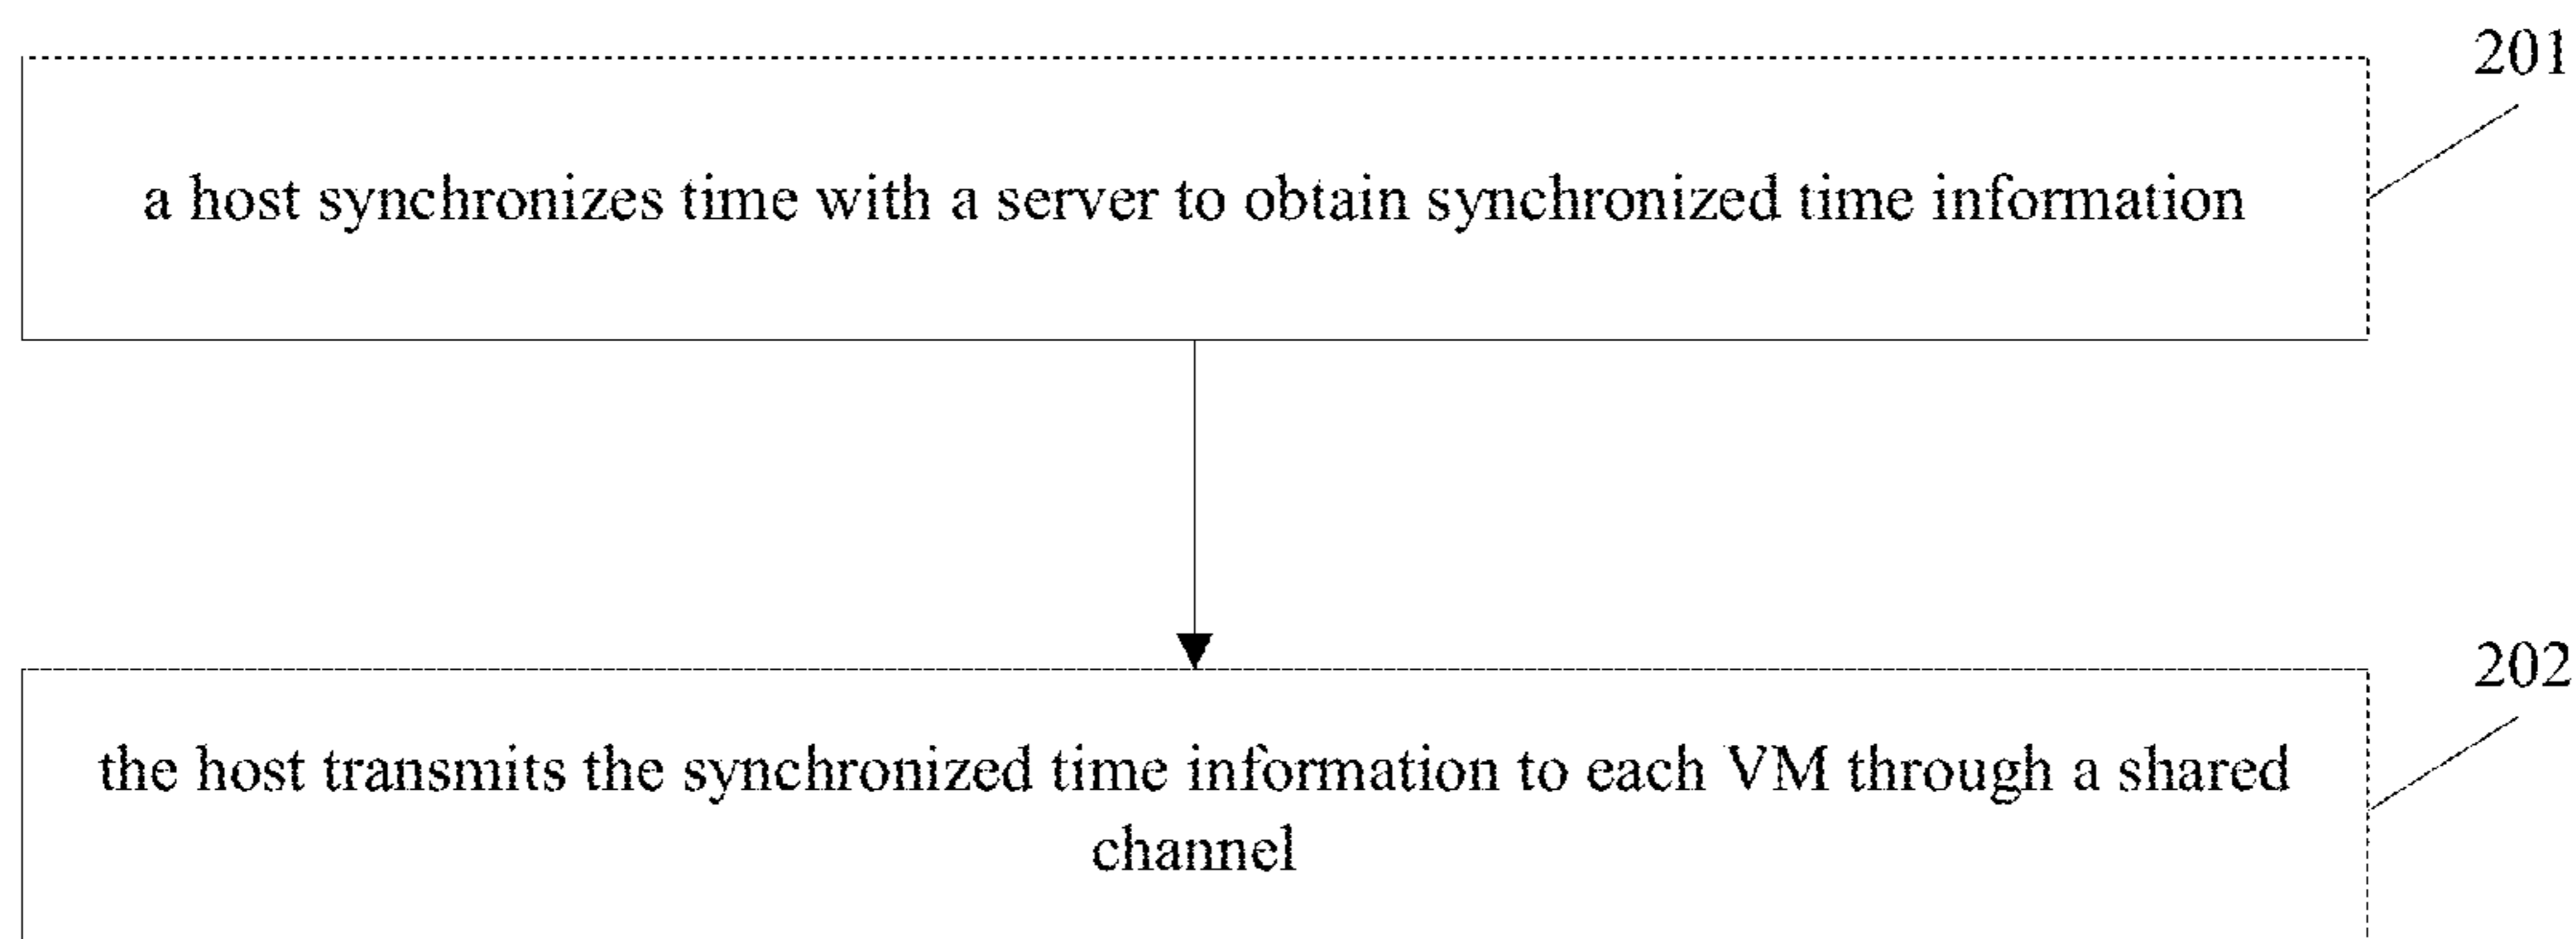 201
a host synchronizes time with a server to obtain synchronized time information
202
the host transmits the synchronized time information to each VM through a shared
channel